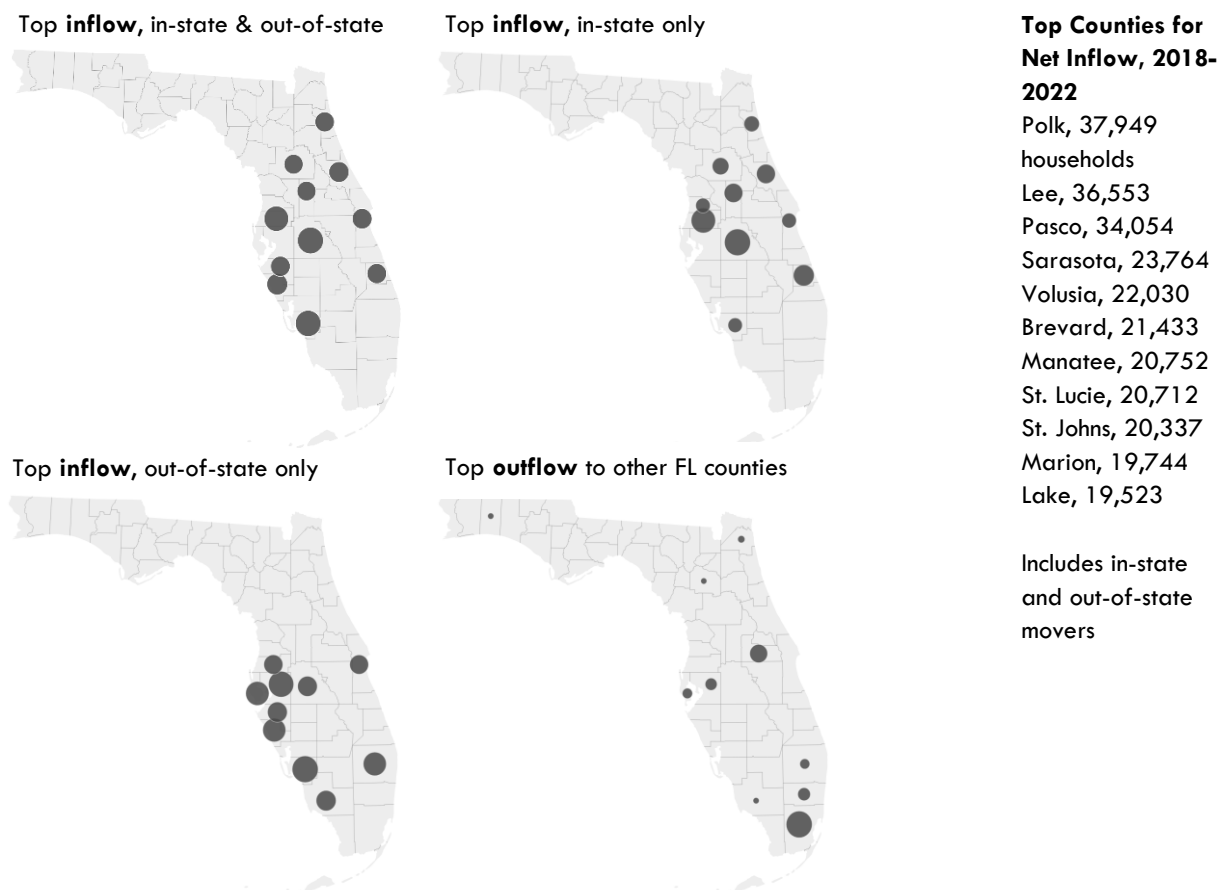 Top inflow, in-state & out-of-state
Top inflow, in-state only
Top inflow, out-of-state only
Top outflow to other FL counties
Top Counties for
Net Inflow, 2018-
2022
Polk, 37,949
households
Lee, 36,553
Pasco, 34,054
Sarasota, 23,764
Volusia, 22,030
Brevard, 21,433
Manatee, 20,752
St. Lucie, 20,712
St. Johns, 20,337
Marion, 19,744
Lake, 19,523
Includes in-state
and out-of-state
movers